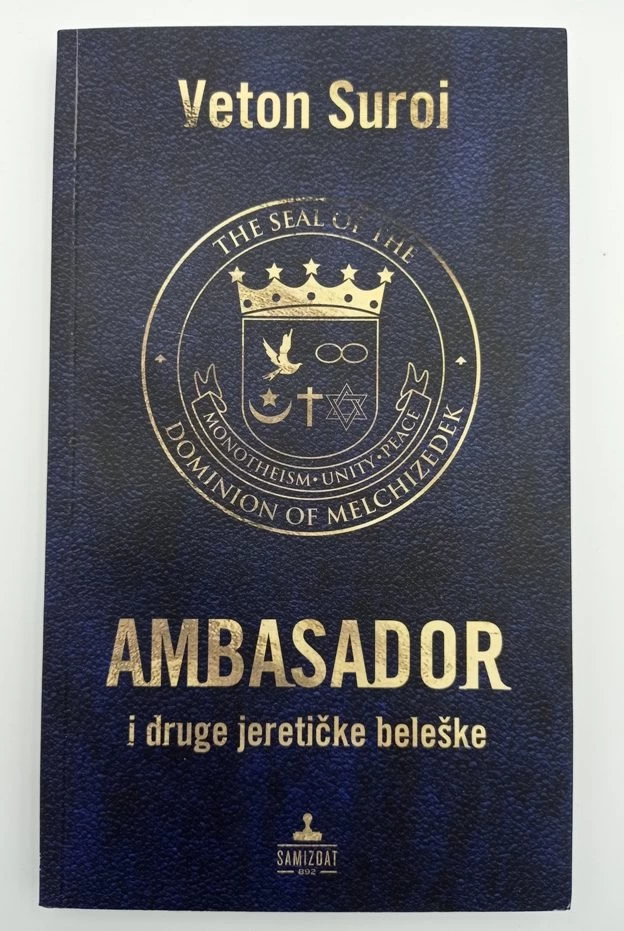 Veton Suroi
THE SEAL OF THE
MONOTHEISM • UNITY • PEACE
DOMINION OF MELCHIZEDEK
AMBASADOR
i druge jeretičke beleške
SAMIZDAT
B92